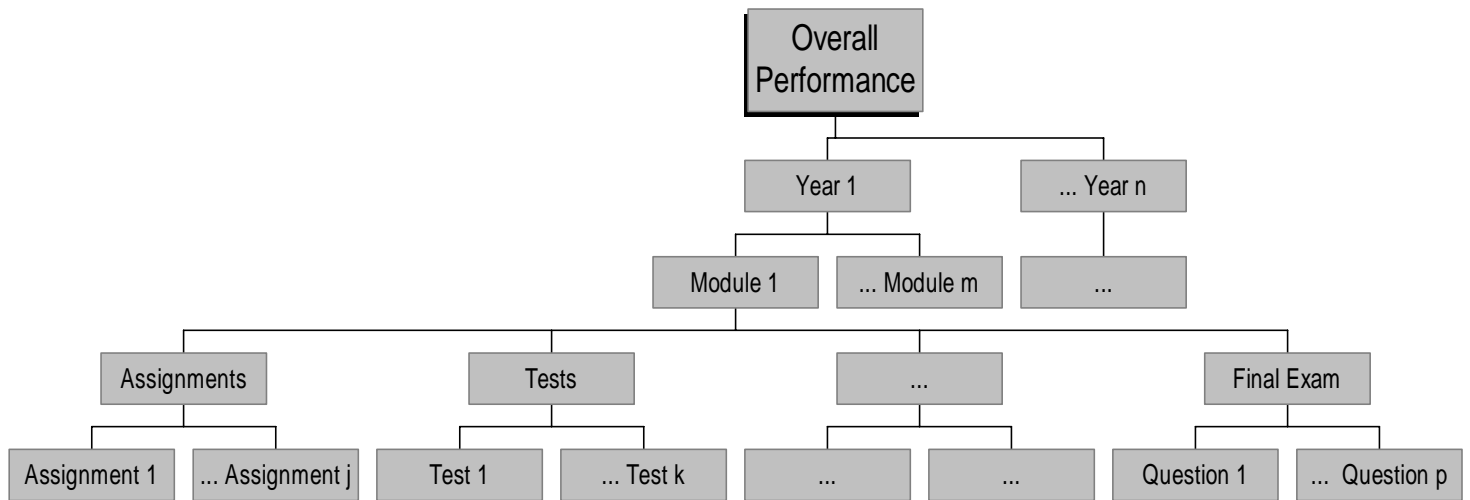 Overall
Performance
Year 1
... Year n
Module 1
... Module m
...
Assignments
Tests
...
Final Exam
Assignment 1
... Assignment j
Test 1
... Test k
...
...
Question 1
... Question p